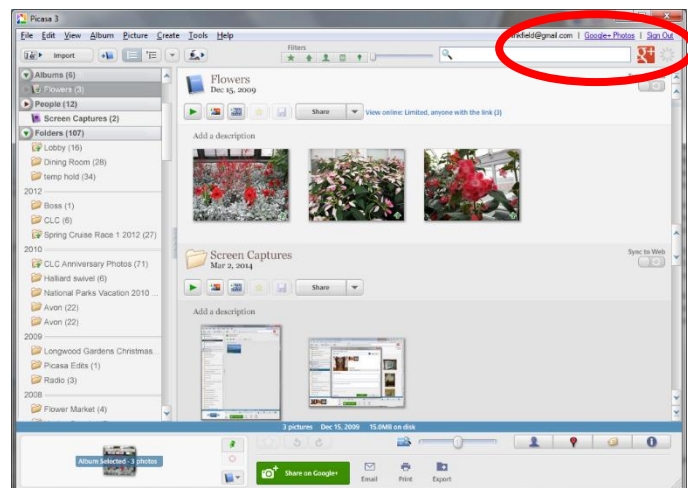 Picasa 3
File Edit View Album Picture Create Tools Help
@gmail.com | Google+ Photos | Sign Out
Import
Filters
Albums (6)
Flowers (3)
People (12)
Screen Captures (2)
Folders (107)
Lobby (16)
Dining Room (28)
temp hold (34)
2012
Boss (1)
CLC (6)
Spring Cruise Race 1 2012 (27)
2010
CLC Anniversary Photos (71)
Halliard swivel (6)
National Parks Vacation 2010 ...
Avon (22)
Avon (22)
2009
Longwood Gardens Christmas...
Picasa Edits (1)
Radio (3)
2008
Flower Market (4)
Flowers
Dec 15, 2009
Share
View online: Limited, anyone with the link (3)
Add a description
Screen Captures
Mar 2, 2014
Sync to Web
Share
Add a description
3 pictures Dec 15, 2009 15.0MB on disk
Album Selected - 3 photos
Share on Google+
Email
Print
Export